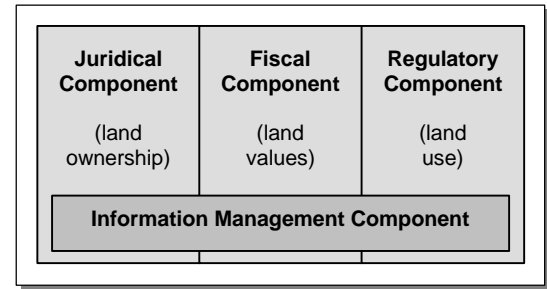 Juridical
Component
(land
ownership)
Fiscal
Component
(land
values)
Regulatory
Component
(land
use)
Information Management Component